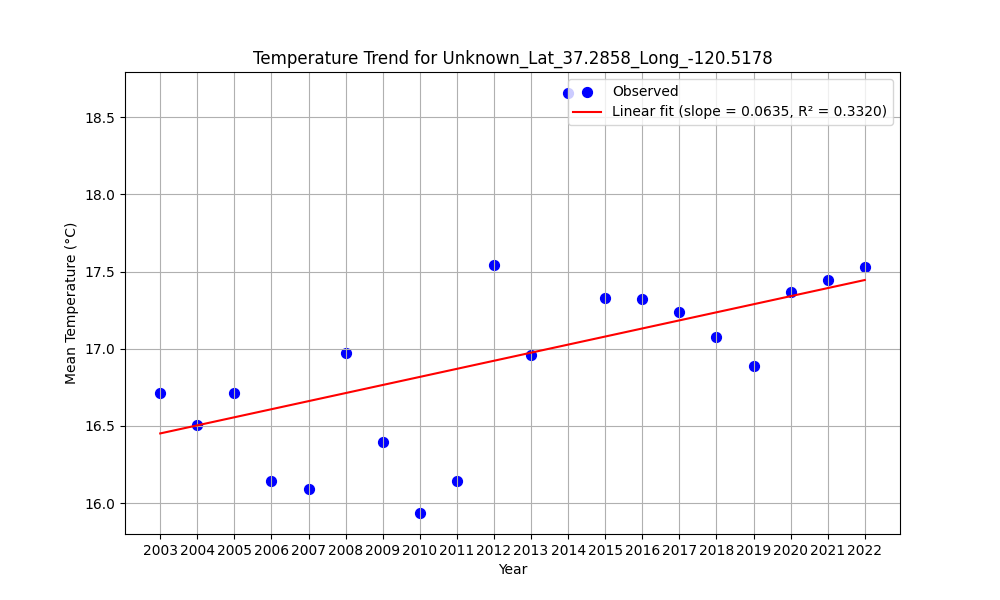 Temperature Trend for Unknown_Lat_37.2858_Long_-120.5178
Observed
Linear fit (slope = 0.0635, R² = 0.3320)
18.5
18.0
17.5
17.0
16.5
16.0
Mean Temperature (°C)
2003 2004 2005 2006 2007 2008 2009 2010 2011 2012 2013 2014 2015 2016 2017 2018 2019 2020 2021 2022
Year